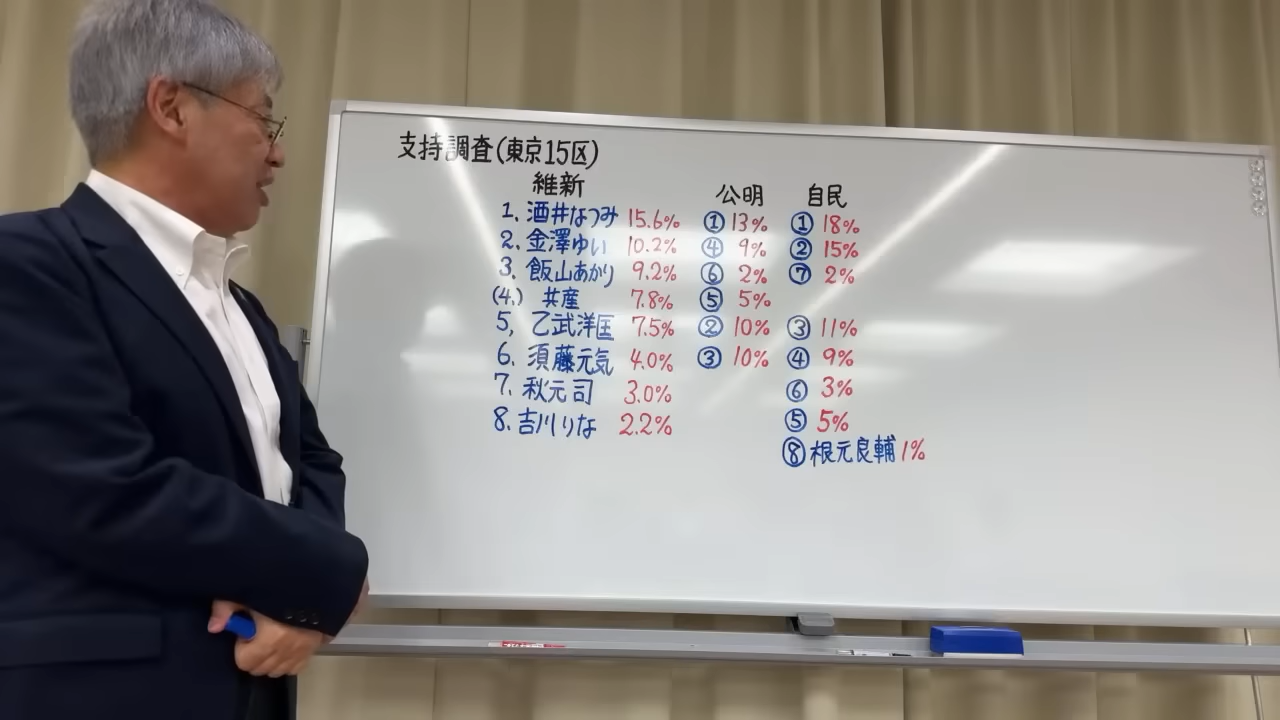 支持調査(東京15区)
維新 公明 自民
1. 酒井なつみ 15.6% ① 13% ① 18%
2. 金澤ゆい 10.2% ④ 9% ② 15%
3. 飯山あかり 9.2% ⑥ 2% ⑦ 2%
(4.) 共産 7.8% ⑤ 5%
5, 乙武洋匡 7.5% ② 10% ③ 11%
6. 須藤元気 4.0% ③ 10% ④ 9%
7. 秋元司 3.0% ⑥ 3%
8. 吉川りな 2.2% ⑤ 5%
⑧ 根元良輔 1%